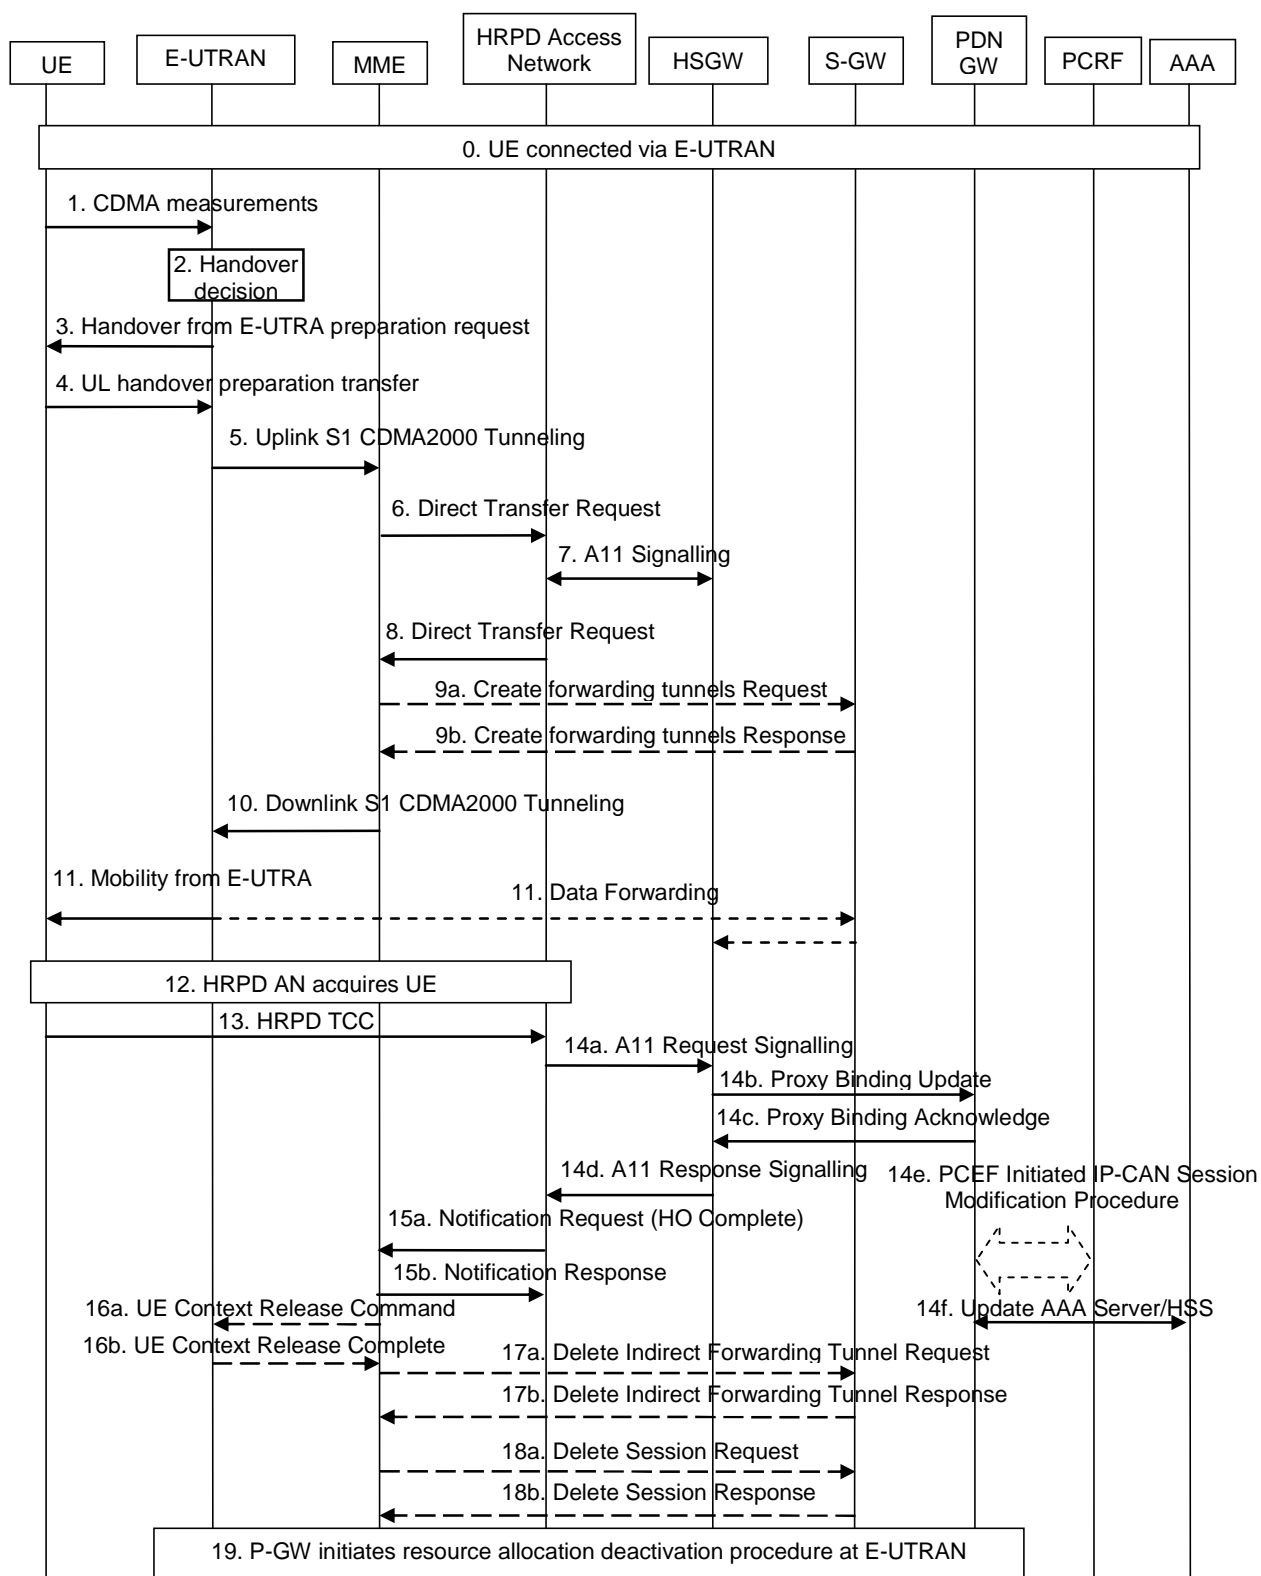 UE
E-UTRAN
MME
HRPD Access
Network
HSGW
S-GW
PDN
GW
PCRF
AAA
0. UE connected via E-UTRAN
1. CDMA measurements
2. Handover
decision
3. Handover from E-UTRA preparation request
4. UL handover preparation transfer
5. Uplink S1 CDMA2000 Tunneling
6. Direct Transfer Request
7. A11 Signalling
8. Direct Transfer Request
9a. Create forwarding tunnels Request
9b. Create forwarding tunnels Response
10. Downlink S1 CDMA2000 Tunneling
11. Mobility from E-UTRA
11. Data Forwarding
12. HRPD AN acquires UE
13. HRPD TCC
14a. A11 Request Signalling
14b. Proxy Binding Update
14c. Proxy Binding Acknowledge
14d. A11 Response Signalling
14e. PCEF Initiated IP-CAN Session
Modification Procedure
15a. Notification Request (HO Complete)
15b. Notification Response
16a. UE Context Release Command
14f. Update AAA Server/HSS
16b. UE Context Release Complete
17a. Delete Indirect Forwarding Tunnel Request
17b. Delete Indirect Forwarding Tunnel Response
18a. Delete Session Request
18b. Delete Session Response
19. P-GW initiates resource allocation deactivation procedure at E-UTRAN